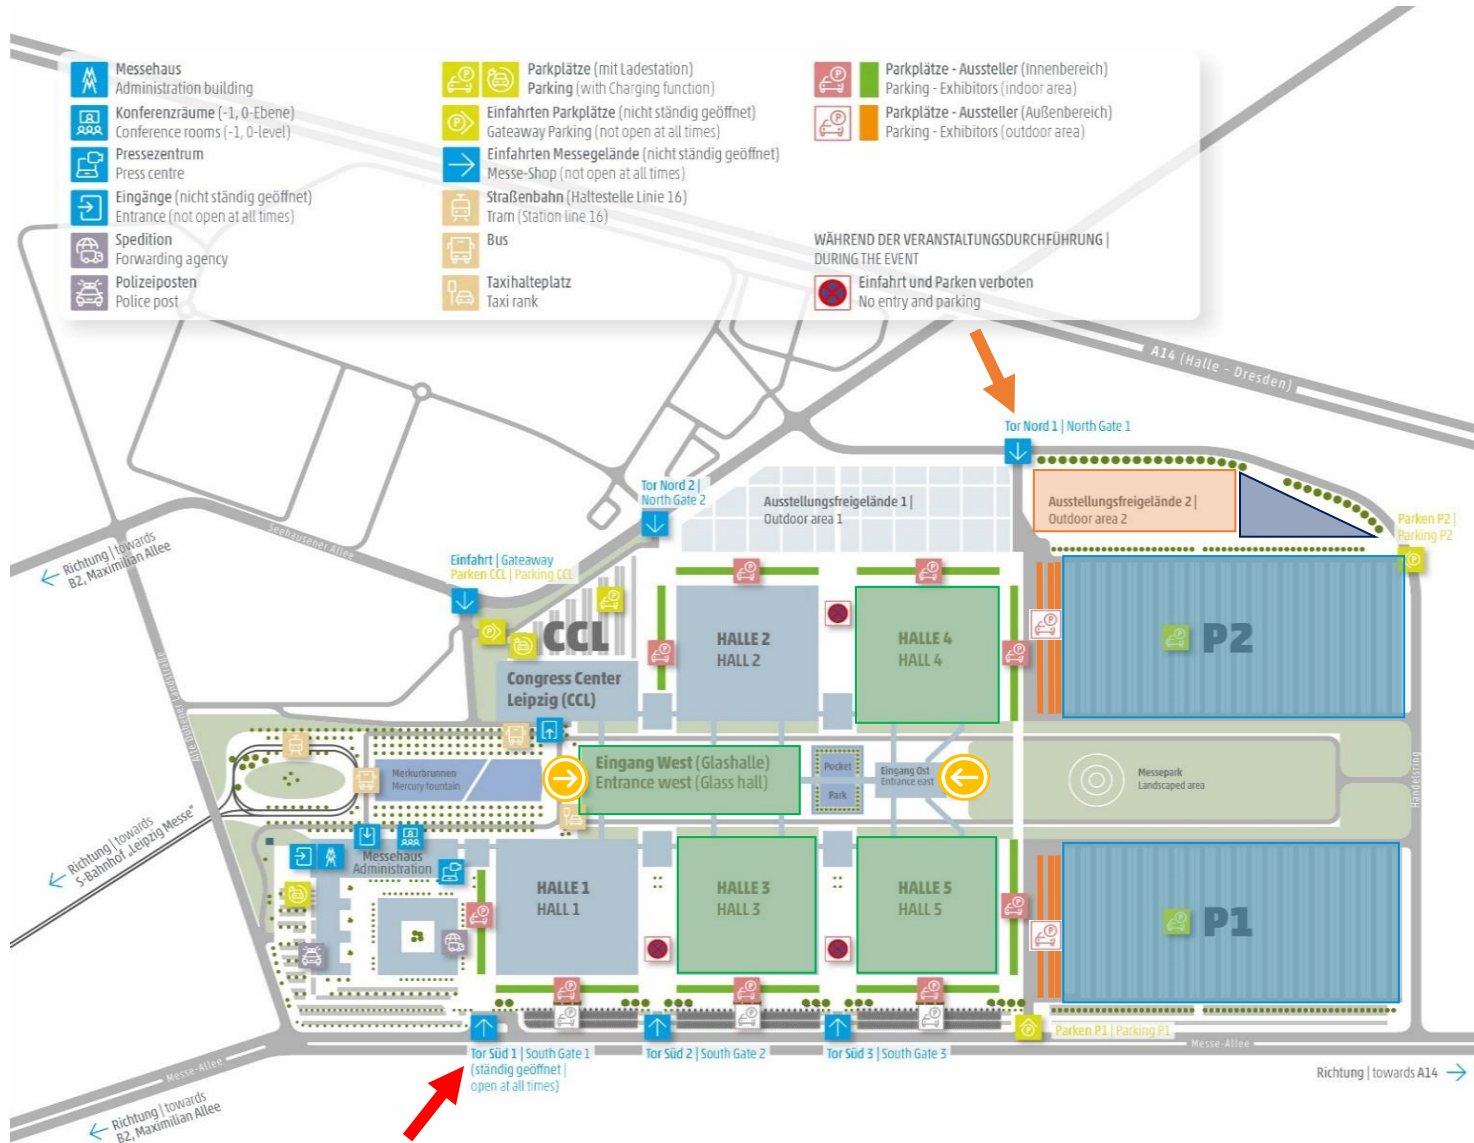 Messehaus
Administration building
Konferenzräume (-1, 0-Ebene)
Conference rooms (-1, 0-level)
Pressezentrum
Press centre
Eingänge (nicht ständig geöffnet)
Entrance (not open at all times)
Spedition
Forwarding agency
Polizeiposten
Police post
Parkplätze (mit Ladestation)
Parking (with Charging function)
Einfahrten Parkplätze (nicht ständig geöffnet)
Gateaway Parking (not open at all times)
Einfahrten Messegelände (nicht ständig geöffnet)
Messe-Shop (not open at all times)
Straßenbahn (Haltestelle Linie 16)
Tram (Station line 16)
Bus
Taxihalteplatz
Taxi rank
Parkplätze - Aussteller (Innenbereich)
Parking - Exhibitors (indoor area)
Parkplätze - Aussteller (Außenbereich)
Parking - Exhibitors (outdoor area)
WÄHREND DER VERANSTALTUNGSDURCHFÜHRUNG |
DURING THE EVENT
Einfahrt und Parken verboten
No entry and parking
A14 (Halle - Dresden)
Tor Nord 1 | North Gate 1
Tor Nord 2 |
North Gate 2
Ausstellungsfreigelände 1 |
Outdoor area 1
Ausstellungsfreigelände 2 |
Outdoor area 2
Parken P2 |
Parking P2
Seehausener Allee
Richtung | towards
B2, Maximilian Allee
Einfahrt | Gateaway
Parken CCL | Parking CCL
CCL
Congress Center
Leipzig (CCL)
HALLE 2
HALL 2
HALLE 4
HALL 4
P2
Alte Dübener Landstraße
Merkurbrunnen
Mercury fountain
Eingang West (Glashalle)
Entrance west (Glass hall)
Pocket
Park
Eingang Ost
Entrance east
Messepark
Landscaped area
Handelsring
Richtung | towards
S-Bahnhof „Leipzig Messe“
Messehaus
Administration
HALLE 1
HALL 1
HALLE 3
HALL 3
HALLE 5
HALL 5
P1
Parken P1 | Parking P1
Tor Süd 1 | South Gate 1
(ständig geöffnet |
open at all times)
Tor Süd 2 | South Gate 2
Tor Süd 3 | South Gate 3
Messe-Allee
Messe-Allee
Richtung | towards A14
Richtung | towards
B2, Maximilian Allee